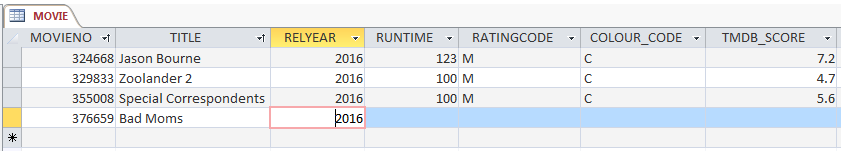 MOVIE
MOVIENO TITLE RELYEAR RUNTIME RATINGCODE COLOUR_CODE TMDB_SCORE
324668 Jason Bourne 2016 123 M C 7.2
329833 Zoolander 2 2016 100 M C 4.7
355008 Special Correspondents 2016 100 M C 5.6
376659 Bad Moms 2016